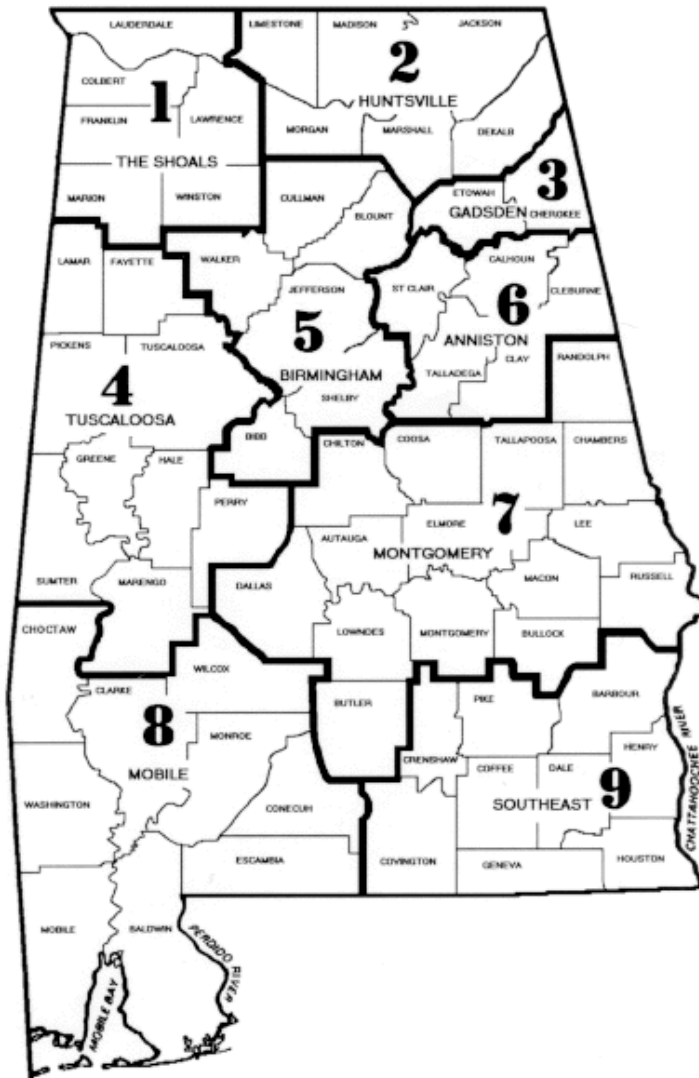 LAUDERDALE
LIMESTONE
MADISON
JACKSON
COLBERT
1
2
HUNTSVILLE
FRANKLIN
LAWRENCE
MORGAN
MARSHALL
DEKALB
THE SHOALS
MARION
WINSTON
CULLMAN
ETOWAH
3
GADSDEN
CHEROKEE
BLOUNT
LAMAR
FAYETTE
WALKER
CALHOUN
ST CLAIR
CLEBURNE
JEFFERSON
5
6
ANNISTON
PICKENS
TUSCALOOSA
BIRMINGHAM
CLAY
RANDOLPH
4
TALLADEGA
TUSCALOOSA
SHELBY
BIBB
CHILTON
COOSA
TALLAPOOSA
CHAMBERS
GREENE
HALE
PERRY
7
AUTAUGA
ELMORE
LEE
MONTGOMERY
SUMTER
MARENGO
DALLAS
MACON
RUSSELL
CHOCTAW
LOWNDES
MONTGOMERY
BULLOCK
WILCOX
CLARKE
BUTLER
PIKE
BARBOUR
8
MONROE
CRENSHAW
COFFEE
DALE
HENRY
MOBILE
SOUTHEAST
9
CHATTAHOOCHEE RIVER
WASHINGTON
CONECUH
ESCAMBIA
COVINGTON
GENEVA
HOUSTON
MOBILE
BALDWIN
PERDIDO RIVER
MOBILE BAY